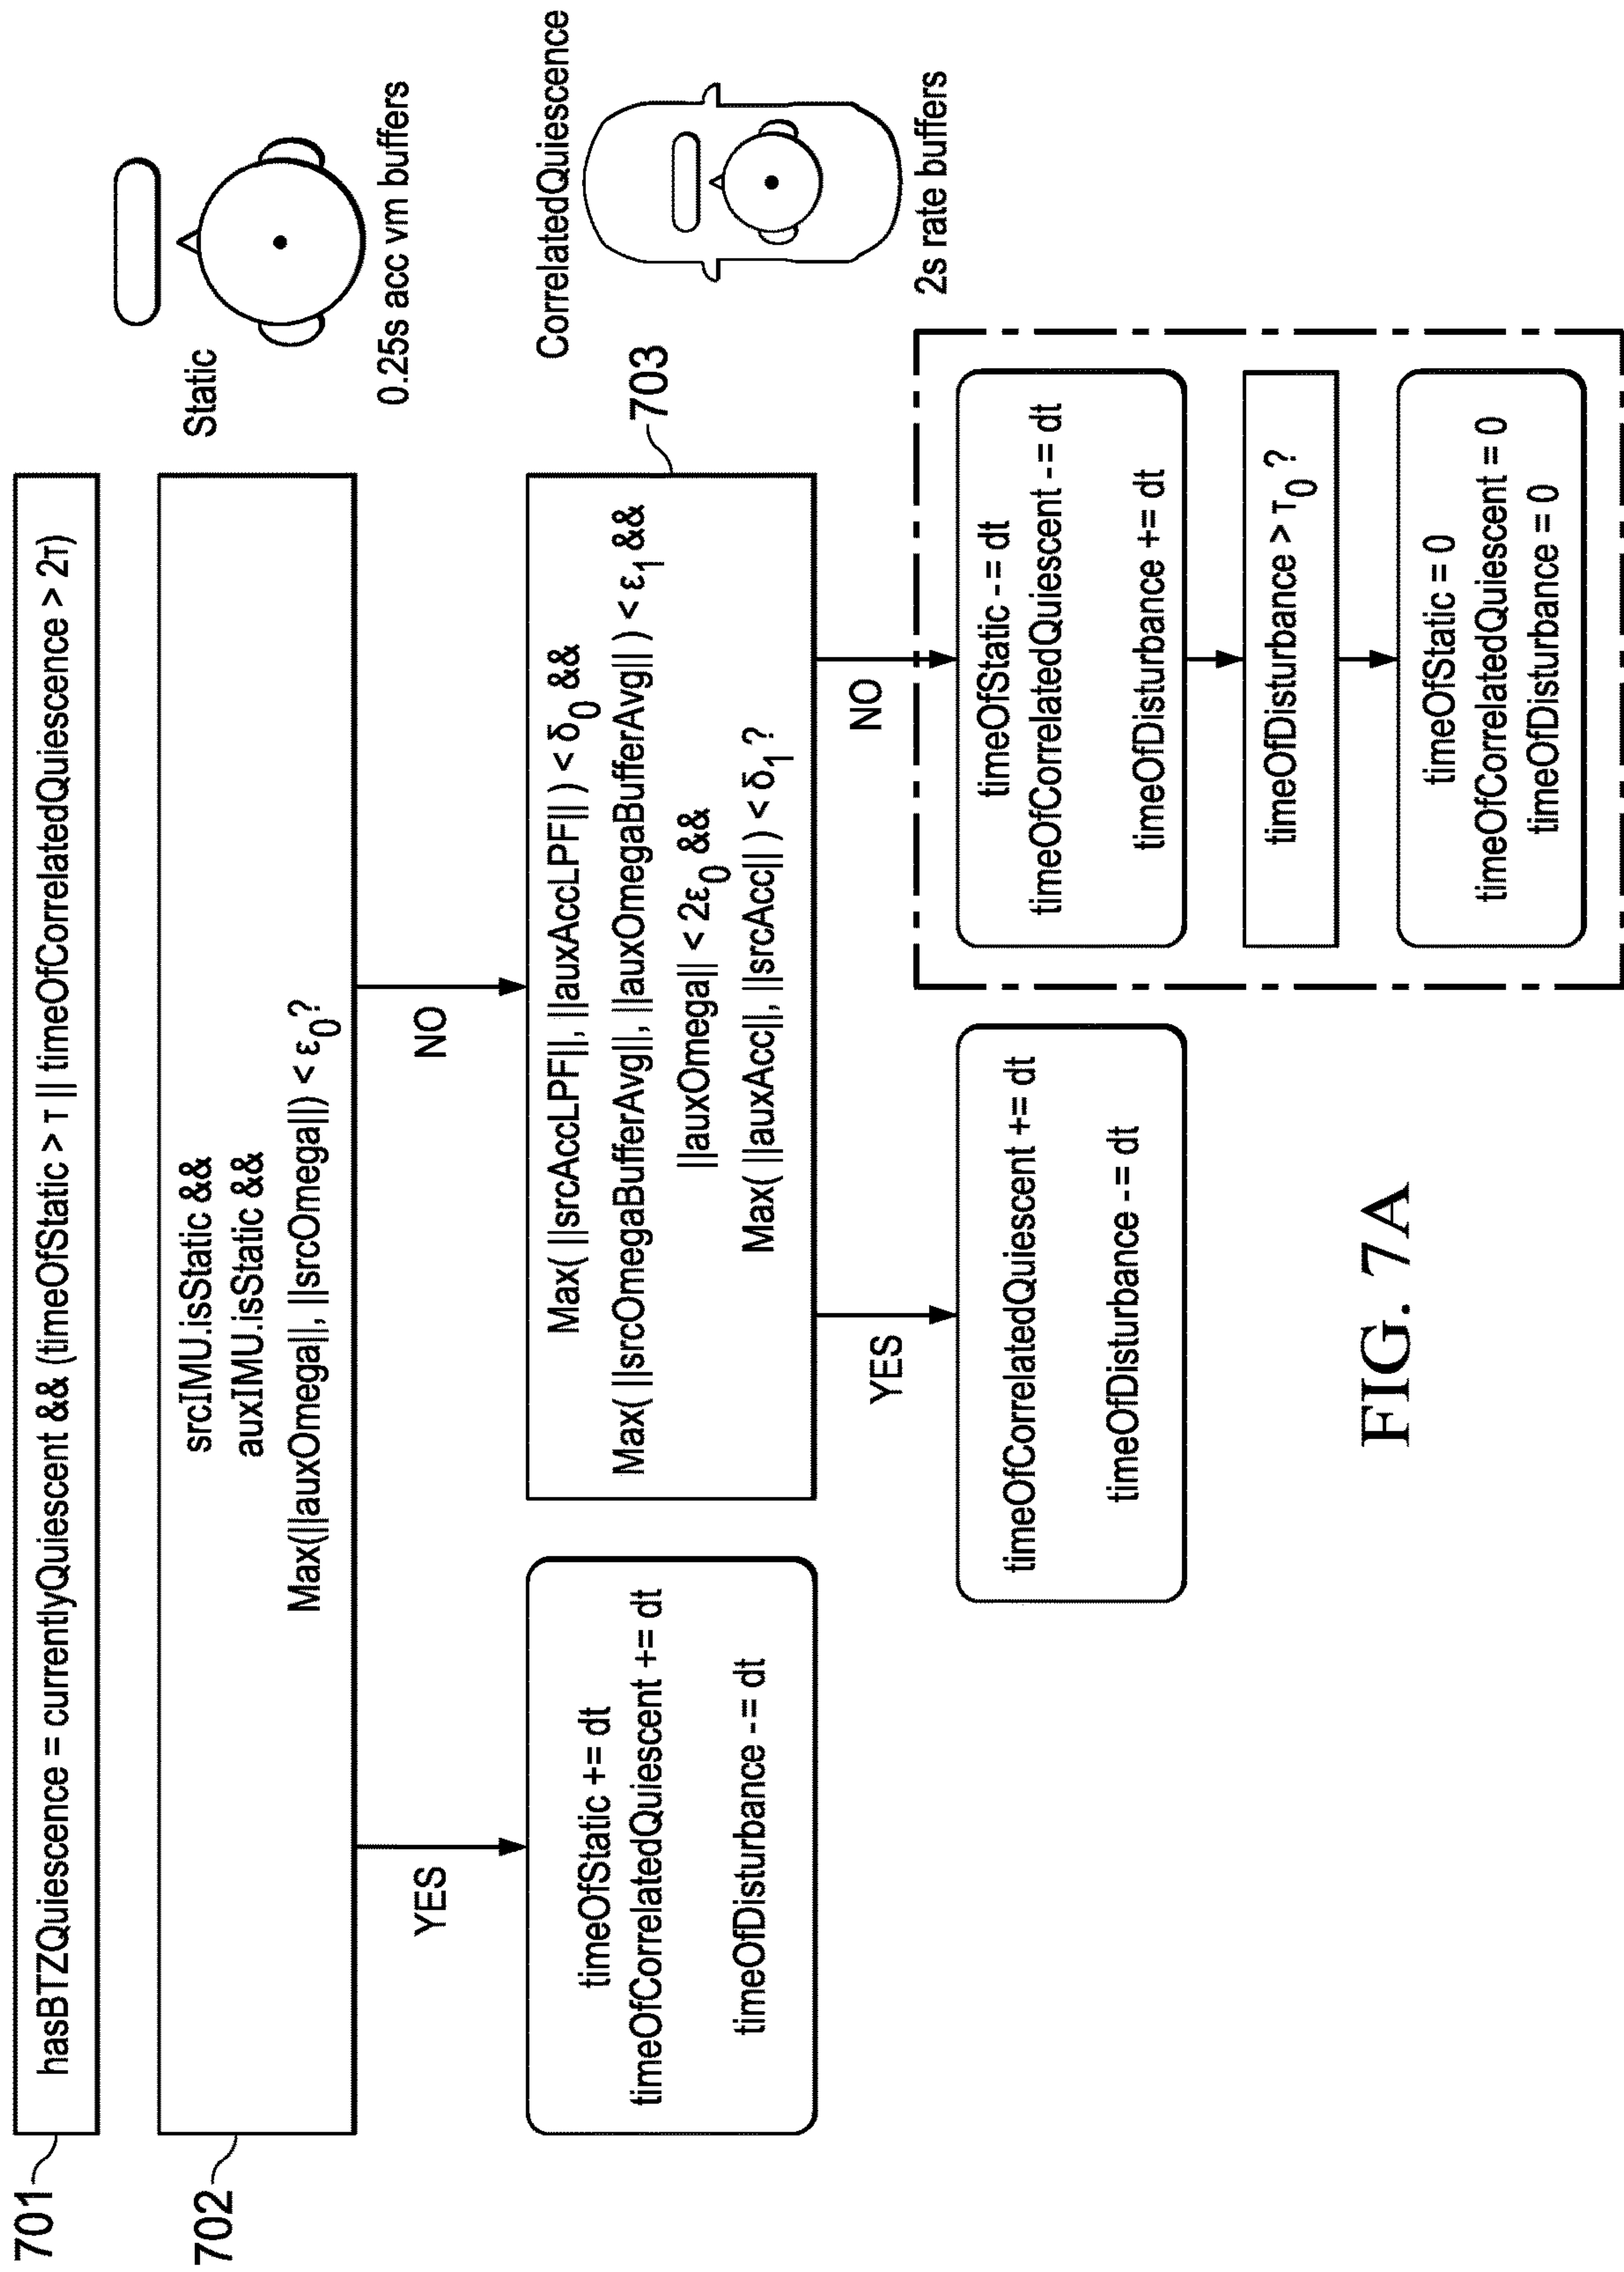 701
hasBTZQuiescence = currentlyQuiescent && (timeOfStatic > τ || timeOfCorrelatedQuiescence > 2τ)
702
srcIMU.isStatic &&
auxIMU.isStatic &&
Max(||auxOmega||, ||srcOmega||) < ε₀?
Static
0.25s acc vm buffers
YES
NO
timeOfStatic += dt
timeOfCorrelatedQuiescent += dt
timeOfDisturbance -= dt
703
Max( ||srcAccLPF||, ||auxAccLPF|| ) < δ₀ &&
Max( ||srcOmegaBufferAvg||, ||auxOmegaBufferAvg|| ) < ε₁ &&
||auxOmega|| < 2ε₀ &&
Max( ||auxAcc||, ||srcAcc|| ) < δ₁ ?
CorrelatedQuiescence
2s rate buffers
YES
NO
timeOfCorrelatedQuiescent += dt
timeOfDisturbance -= dt
timeOfStatic -= dt
timeOfCorrelatedQuiescent -= dt
timeOfDisturbance += dt
timeOfDisturbance > τ₀ ?
timeOfStatic = 0
timeOfCorrelatedQuiescent = 0
timeOfDisturbance = 0
FIG. 7A